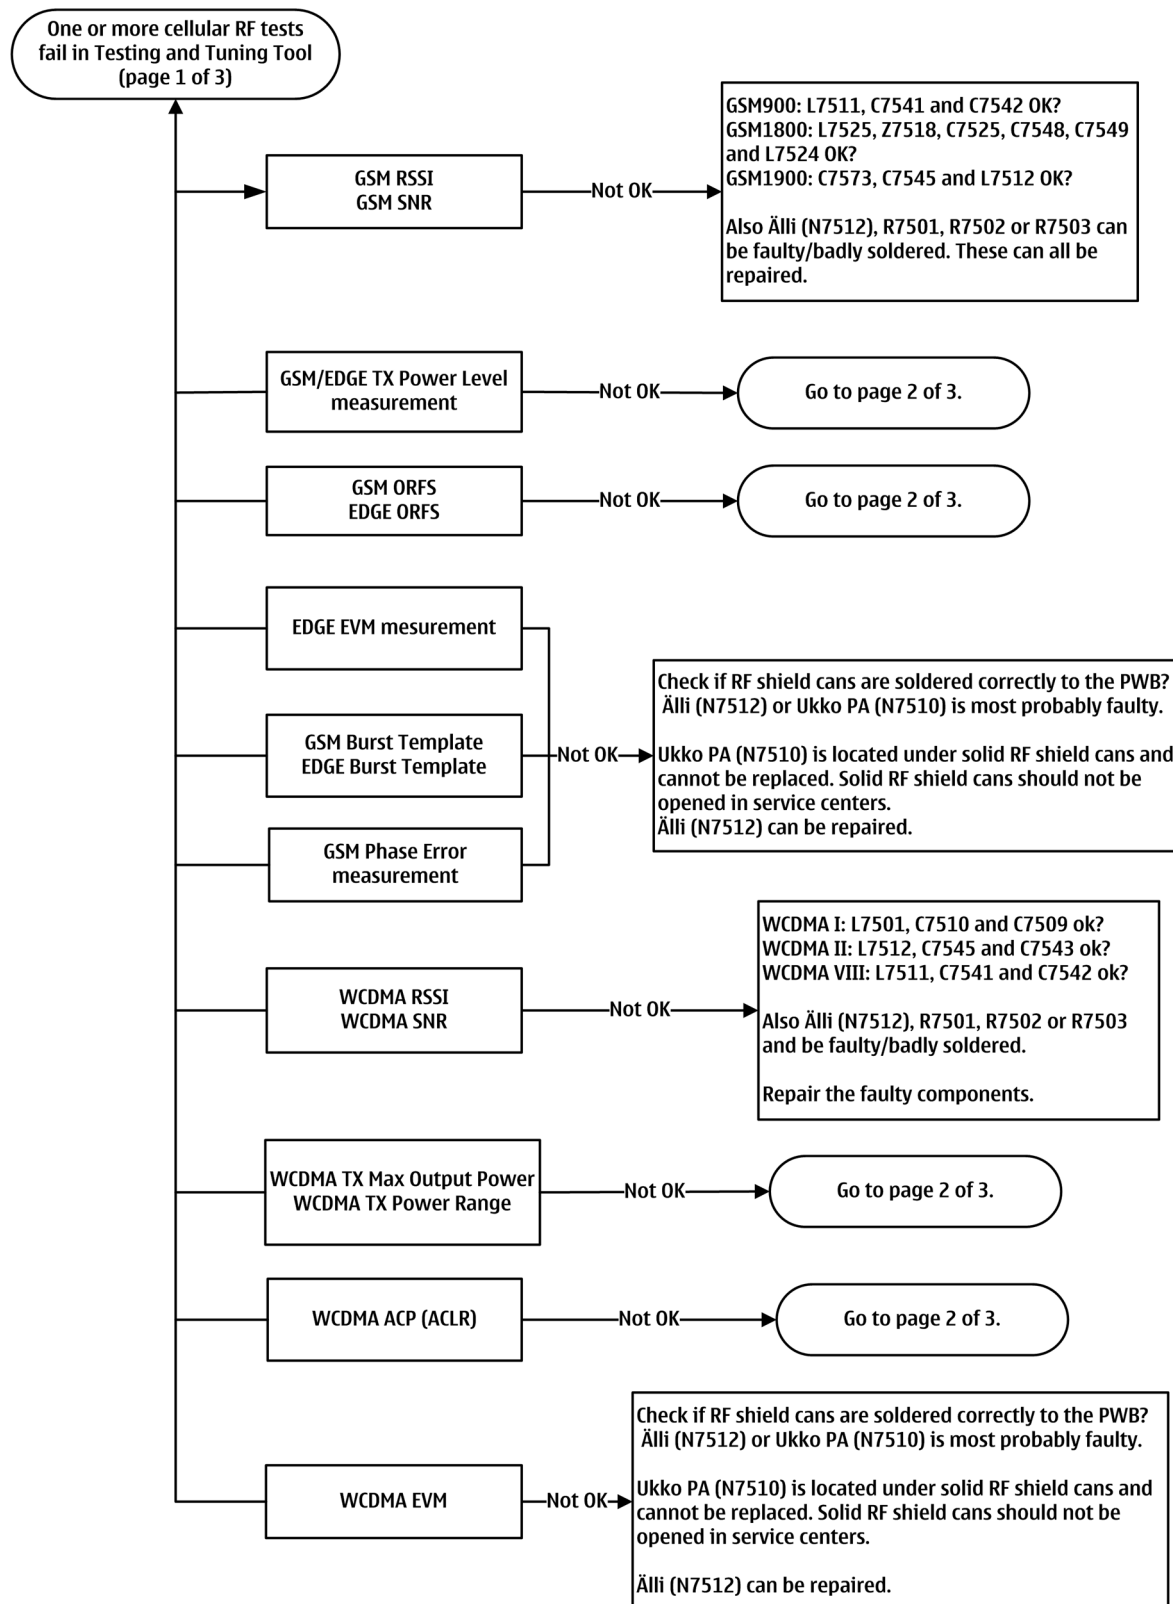 One or more cellular RF tests
fail in Testing and Tuning Tool
(page 1 of 3)
GSM RSSI
GSM SNR
Not OK
GSM900: L7511, C7541 and C7542 OK?
GSM1800: L7525, Z7518, C7525, C7548, C7549
and L7524 OK?
GSM1900: C7573, C7545 and L7512 OK?
Also Älli (N7512), R7501, R7502 or R7503 can
be faulty/badly soldered. These can all be
repaired.
GSM/EDGE TX Power Level
measurement
Not OK
Go to page 2 of 3.
GSM ORFS
EDGE ORFS
Not OK
Go to page 2 of 3.
EDGE EVM mesurement
GSM Burst Template
EDGE Burst Template
GSM Phase Error
measurement
Not OK
Check if RF shield cans are soldered correctly to the PWB?
Älli (N7512) or Ukko PA (N7510) is most probably faulty.
Ukko PA (N7510) is located under solid RF shield cans and
cannot be replaced. Solid RF shield cans should not be
opened in service centers.
Älli (N7512) can be repaired.
WCDMA RSSI
WCDMA SNR
Not OK
WCDMA I: L7501, C7510 and C7509 ok?
WCDMA II: L7512, C7545 and C7543 ok?
WCDMA VIII: L7511, C7541 and C7542 ok?
Also Älli (N7512), R7501, R7502 or R7503
and be faulty/badly soldered.
Repair the faulty components.
WCDMA TX Max Output Power
WCDMA TX Power Range
Not OK
Go to page 2 of 3.
WCDMA ACP (ACLR)
Not OK
Go to page 2 of 3.
WCDMA EVM
Not OK
Check if RF shield cans are soldered correctly to the PWB?
Älli (N7512) or Ukko PA (N7510) is most probably faulty.
Ukko PA (N7510) is located under solid RF shield cans and
cannot be replaced. Solid RF shield cans should not be
opened in service centers.
Älli (N7512) can be repaired.